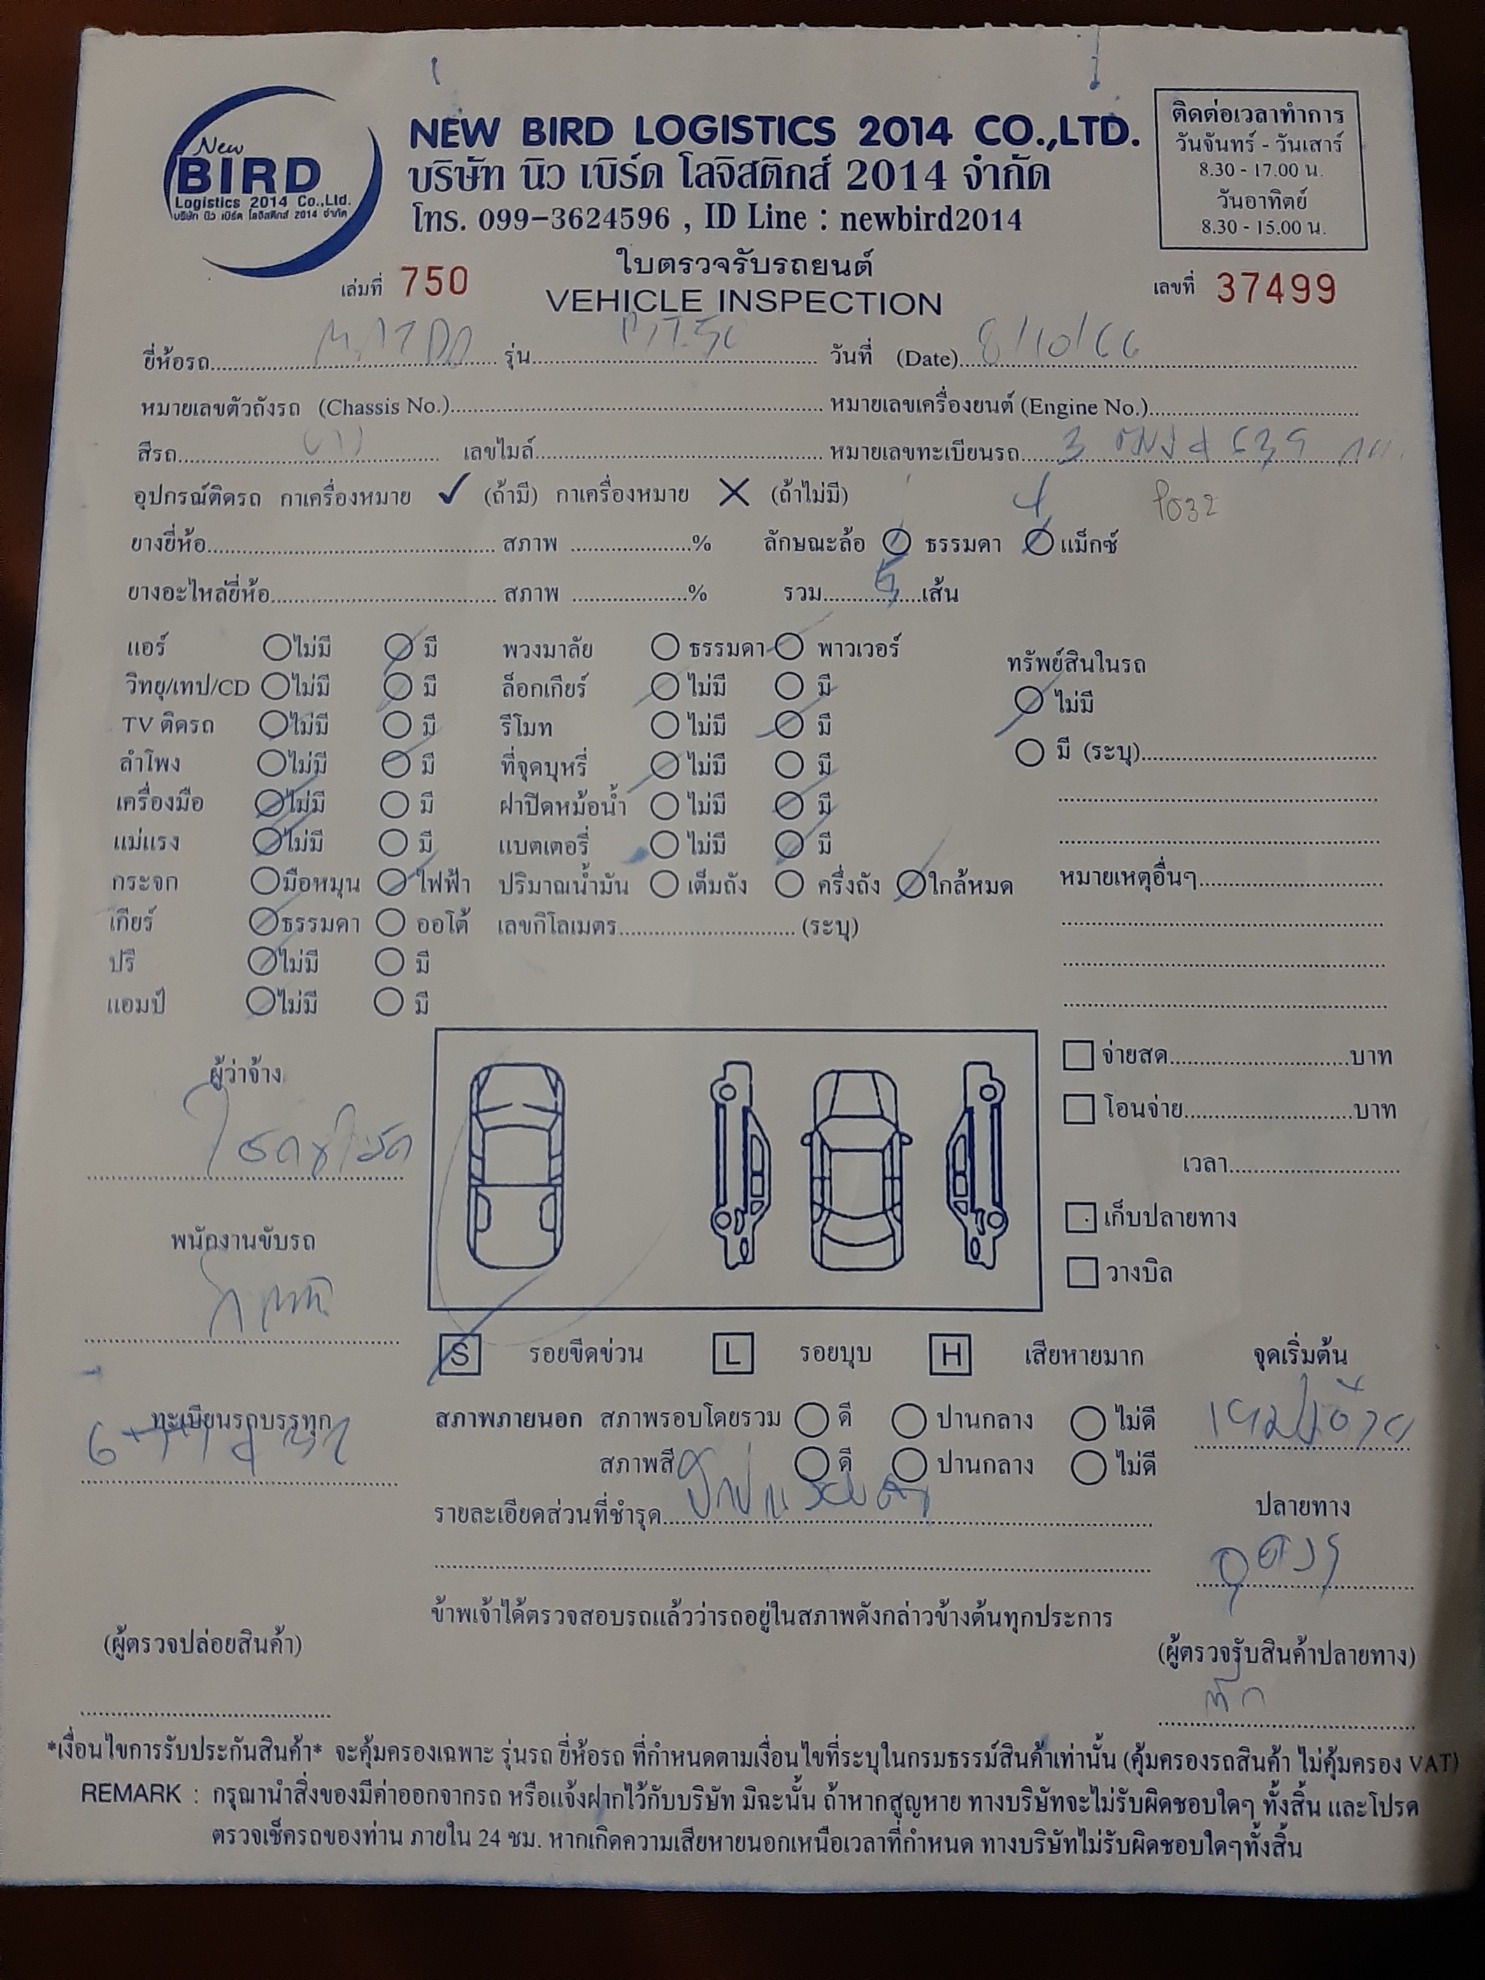 New
BIRD
Logistics 2014 Co.,Ltd.
บริษัท นิว เบิร์ด โลจิสติกส์ 2014 จำกัด
NEW BIRD LOGISTICS 2014 CO.,LTD.
บริษัท นิว เบิร์ด โลจิสติกส์ 2014 จำกัด
โทร. 099-3624596 , ID Line : newbird2014
ติดต่อเวลาทำการ
วันจันทร์ - วันเสาร์
8.30 - 17.00 น.
วันอาทิตย์
8.30 - 15.00 น.
ใบตรวจรับรถยนต์
เล่มที่ 750 VEHICLE INSPECTION เลขที่ 37499
ยี่ห้อรถ รุ่น วันที่ (Date) 8/10/66
หมายเลขตัวถังรถ (Chassis No.) หมายเลขเครื่องยนต์ (Engine No.)
สีรถ เลขไมล์ หมายเลขทะเบียนรถ 3
อุปกรณ์ติดรถ กาเครื่องหมาย ✓ (ถ้ามี) กาเครื่องหมาย ✕ (ถ้าไม่มี) 4
ยางยี่ห้อ สภาพ % ลักษณะล้อ ธรรมดา แม็กซ์
ยางอะไหล่ยี่ห้อ สภาพ % รวม 5 เส้น
แอร์ ไม่มี มี พวงมาลัย ธรรมดา พาวเวอร์ ทรัพย์สินในรถ
วิทยุ/เทป/CD ไม่มี มี ล็อกเกียร์ ไม่มี มี ไม่มี
TV ติดรถ ไม่มี มี รีโมท ไม่มี มี มี (ระบุ)
ลำโพง ไม่มี มี ที่จุดบุหรี่ ไม่มี มี
เครื่องมือ ไม่มี มี ฝาปิดหม้อน้ำ ไม่มี มี
แม่แรง ไม่มี มี แบตเตอรี่ ไม่มี มี
กระจก มือหมุน ไฟฟ้า ปริมาณน้ำมัน เต็มถัง ครึ่งถัง ใกล้หมด หมายเหตุอื่นๆ
เกียร์ ธรรมดา ออโต้ เลขกิโลเมตร (ระบุ)
ปรี ไม่มี มี
แอมป์ ไม่มี มี
ผู้ว่าจ้าง
จ่ายสด บาท
โอนจ่าย บาท
เวลา
พนักงานขับรถ
เก็บปลายทาง
วางบิล
S รอยขีดข่วน L รอยบุบ H เสียหายมาก จุดเริ่มต้น
ทะเบียนรถบรรทุก
สภาพภายนอก สภาพรอบโดยรวม ดี ปานกลาง ไม่ดี
สภาพสี ดี ปานกลาง ไม่ดี
รายละเอียดส่วนที่ชำรุด
ปลายทาง
อุดร
ข้าพเจ้าได้ตรวจสอบรถแล้วว่ารถอยู่ในสภาพดังกล่าวข้างต้นทุกประการ
(ผู้ตรวจปล่อยสินค้า) (ผู้ตรวจรับสินค้าปลายทาง)
*เงื่อนไขการรับประกันสินค้า* จะคุ้มครองเฉพาะ รุ่นรถ ยี่ห้อรถ ที่กำหนดตามเงื่อนไขที่ระบุในกรมธรรม์สินค้าเท่านั้น (คุ้มครองรถสินค้า ไม่คุ้มครอง VAT)
REMARK : กรุณานำสิ่งของมีค่าออกจากรถ หรือแจ้งฝากไว้กับบริษัท มิฉะนั้น ถ้าหากสูญหาย ทางบริษัทจะไม่รับผิดชอบใดๆ ทั้งสิ้น และโปรด
ตรวจเช็ครถของท่าน ภายใน 24 ชม. หากเกิดความเสียหายนอกเหนือเวลาที่กำหนด ทางบริษัทไม่รับผิดชอบใดๆทั้งสิ้น